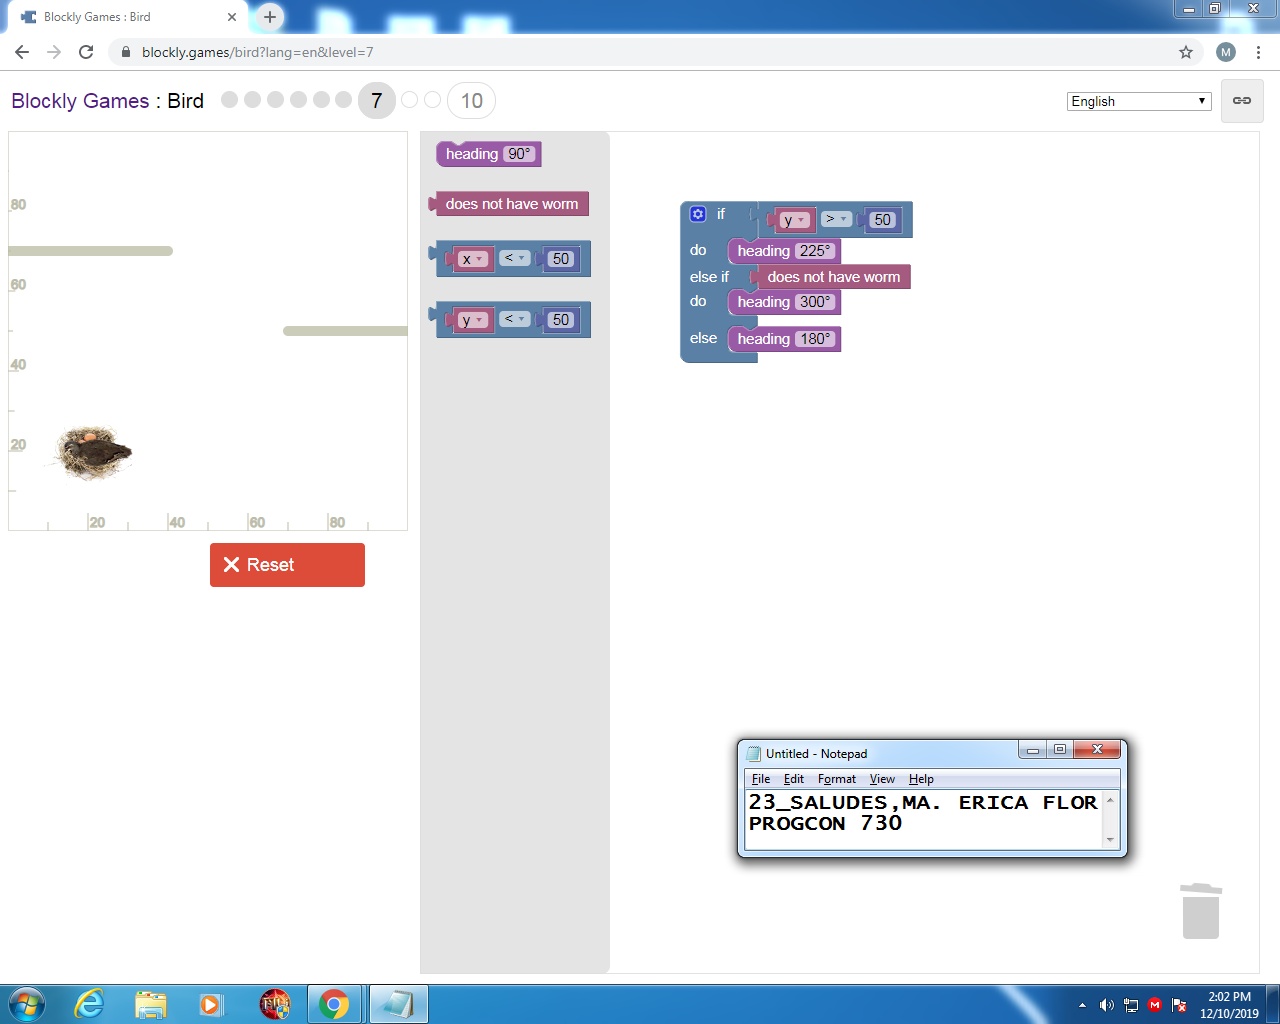 Blockly Games : Bird
blockly.games/bird?lang=en&level=7
M
Blockly Games : Bird
7
10
English
80
60
40
20
20
40
60
80
Reset
heading 90°
does not have worm
x < 50
y < 50
if y > 50
do heading 225°
else if does not have worm
do heading 300°
else heading 180°
Untitled - Notepad
File Edit Format View Help
23_SALUDES,MA. ERICA FLOR
PROGCON 730
2:02 PM
12/10/2019